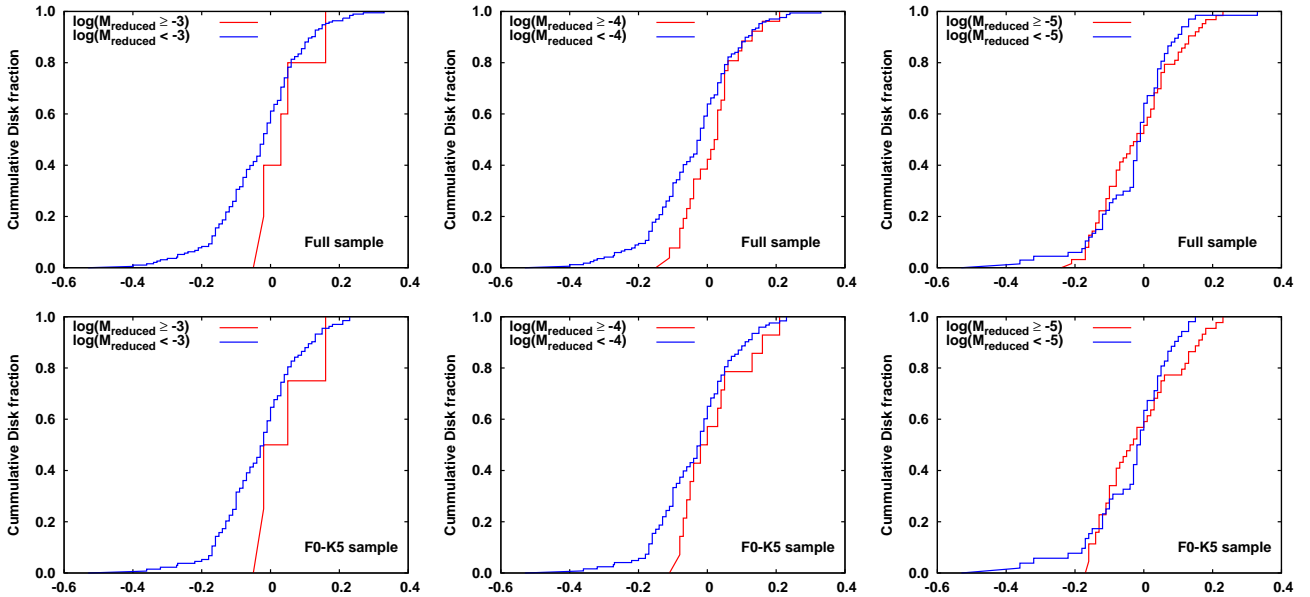 1.0
0.8
0.6
0.4
0.2
0.0
Cummulative Disk fraction
log(M_reduced ≥ -3)
log(M_reduced < -3)
Full sample
-0.6 -0.4 -0.2 0 0.2 0.4
1.0
0.8
0.6
0.4
0.2
0.0
Cummulative Disk fraction
log(M_reduced ≥ -4)
log(M_reduced < -4)
Full sample
-0.6 -0.4 -0.2 0 0.2 0.4
1.0
0.8
0.6
0.4
0.2
0.0
Cummulative Disk fraction
log(M_reduced ≥ -5)
log(M_reduced < -5)
Full sample
-0.6 -0.4 -0.2 0 0.2 0.4
1.0
0.8
0.6
0.4
0.2
0.0
Cummulative Disk fraction
log(M_reduced ≥ -3)
log(M_reduced < -3)
F0-K5 sample
-0.6 -0.4 -0.2 0 0.2 0.4
1.0
0.8
0.6
0.4
0.2
0.0
Cummulative Disk fraction
log(M_reduced ≥ -4)
log(M_reduced < -4)
F0-K5 sample
-0.6 -0.4 -0.2 0 0.2 0.4
1.0
0.8
0.6
0.4
0.2
0.0
Cummulative Disk fraction
log(M_reduced ≥ -5)
log(M_reduced < -5)
F0-K5 sample
-0.6 -0.4 -0.2 0 0.2 0.4